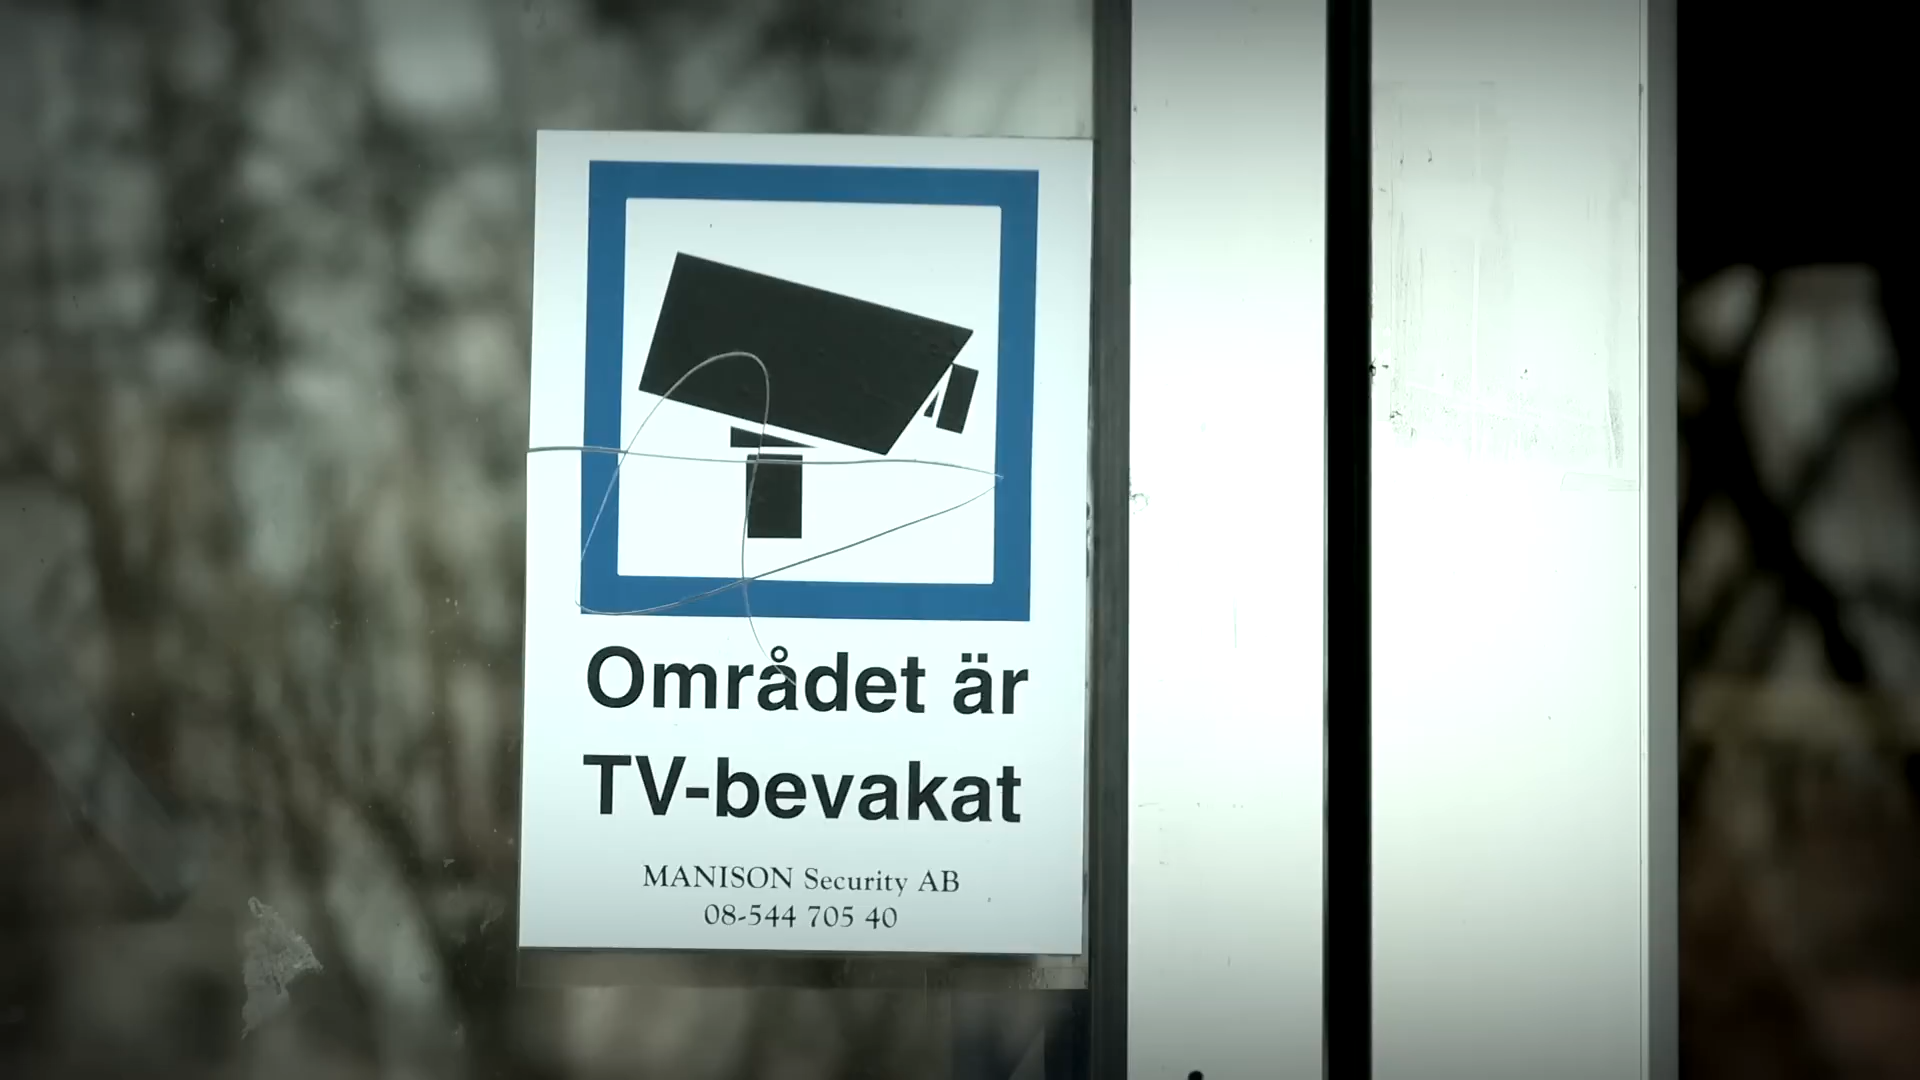 Området är
TV-bevakat
MANISON Security AB
08-544 705 40